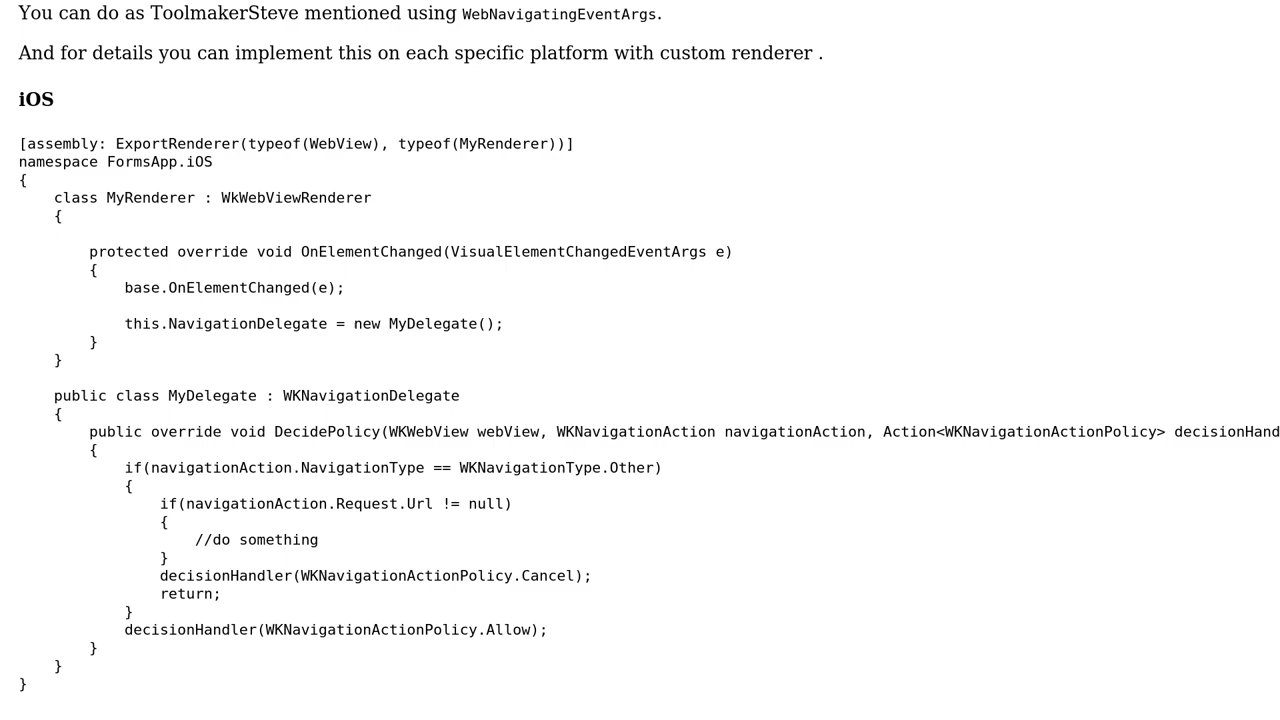 You can do as ToolmakerSteve mentioned using WebNavigatingEventArgs.
And for details you can implement this on each specific platform with custom renderer .
iOS
[assembly: ExportRenderer(typeof(WebView), typeof(MyRenderer))]
namespace FormsApp.iOS
{
    class MyRenderer : WkWebViewRenderer
    {
        protected override void OnElementChanged(VisualElementChangedEventArgs e)
        {
            base.OnElementChanged(e);
            this.NavigationDelegate = new MyDelegate();
        }
    }
    public class MyDelegate : WKNavigationDelegate
    {
        public override void DecidePolicy(WKWebView webView, WKNavigationAction navigationAction, Action<WKNavigationActionPolicy> decisionHand
        {
            if(navigationAction.NavigationType == WKNavigationType.Other)
            {
                if(navigationAction.Request.Url != null)
                {
                    //do something
                }
                decisionHandler(WKNavigationActionPolicy.Cancel);
                return;
            }
            decisionHandler(WKNavigationActionPolicy.Allow);
        }
    }
}